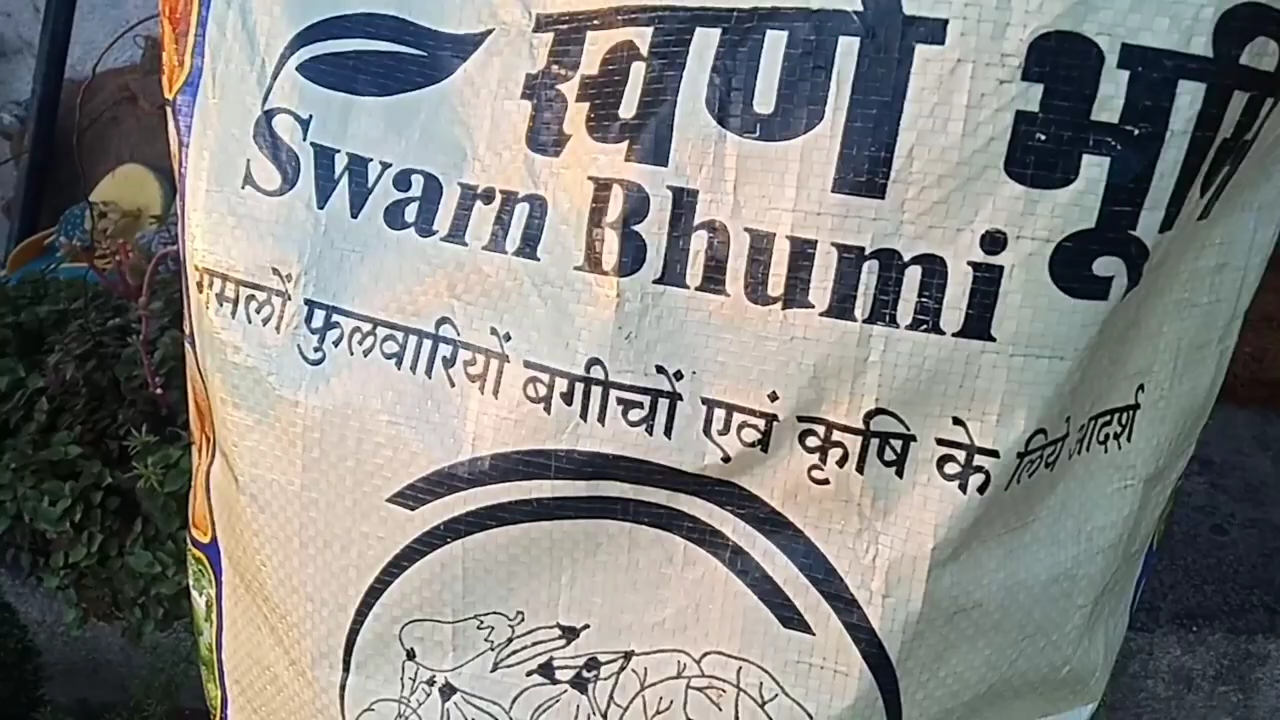 स्वर्ण भूमि
Swarn Bhumi
गमलों फुलवारियों बगीचों एवं कृषि के लिये आदर्श